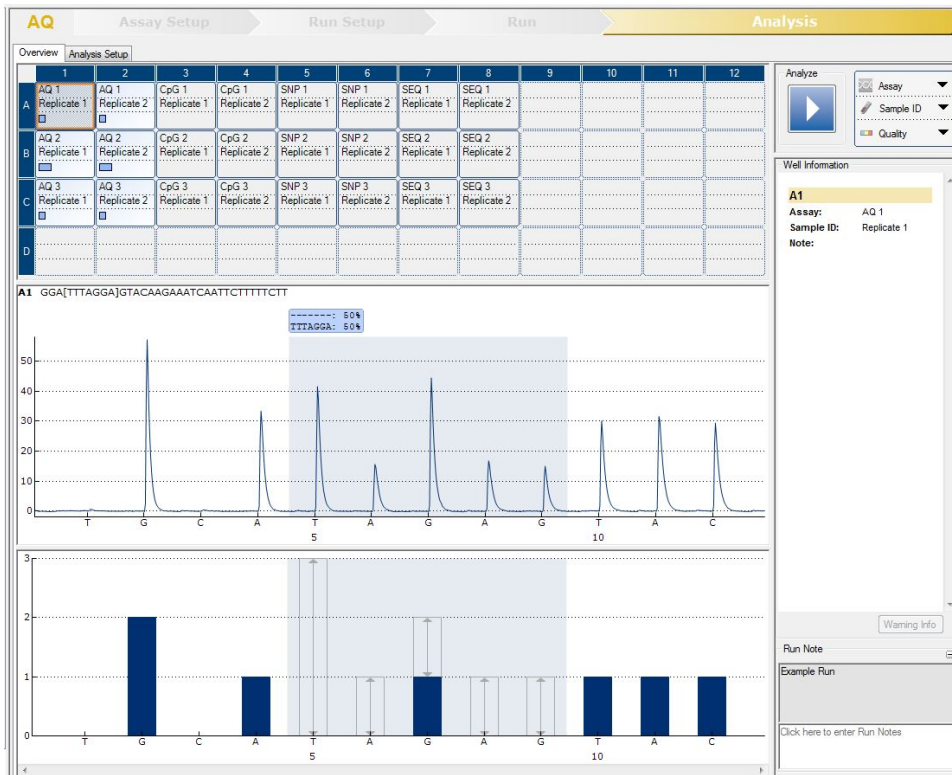 AQ Assay Setup Run Setup Run Analysis
Overview Analysis Setup
1 2 3 4 5 6 7 8 9 10 11 12
A
AQ 1 AQ 1 CpG 1 CpG 1 SNP 1 SNP 1 SEQ 1 SEQ 1
Replicate 1 Replicate 2 Replicate 1 Replicate 2 Replicate 1 Replicate 2 Replicate 1 Replicate 2
B
AQ 2 AQ 2 CpG 2 CpG 2 SNP 2 SNP 2 SEQ 2 SEQ 2
Replicate 1 Replicate 2 Replicate 1 Replicate 2 Replicate 1 Replicate 2 Replicate 1 Replicate 2
C
AQ 3 AQ 3 CpG 3 CpG 3 SNP 3 SNP 3 SEQ 3 SEQ 3
Replicate 1 Replicate 2 Replicate 1 Replicate 2 Replicate 1 Replicate 2 Replicate 1 Replicate 2
D
A1 GGA[TTTAGGA]GTACAAGAAATCAATTCTTTTTCTT
-------: 50%
TTTAGGA: 50%
50
40
30
20
10
0
T G C A T A G A G T A C
5 10
3
2
1
0
T G C A T A G A G T A C
5 10
Analyze
Assay
Sample ID
Quality
Well Information
A1
Assay: AQ 1
Sample ID: Replicate 1
Note:
Warning Info
Run Note
Example Run
Click here to enter Run Notes